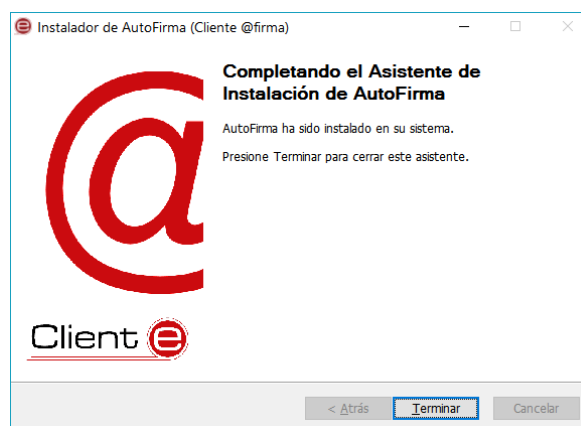 Instalador de AutoFirma (Cliente @firma)
Completando el Asistente de
Instalación de AutoFirma
AutoFirma ha sido instalado en su sistema.
Presione Terminar para cerrar este asistente.
@
Client e
< Atrás
Terminar
Cancelar